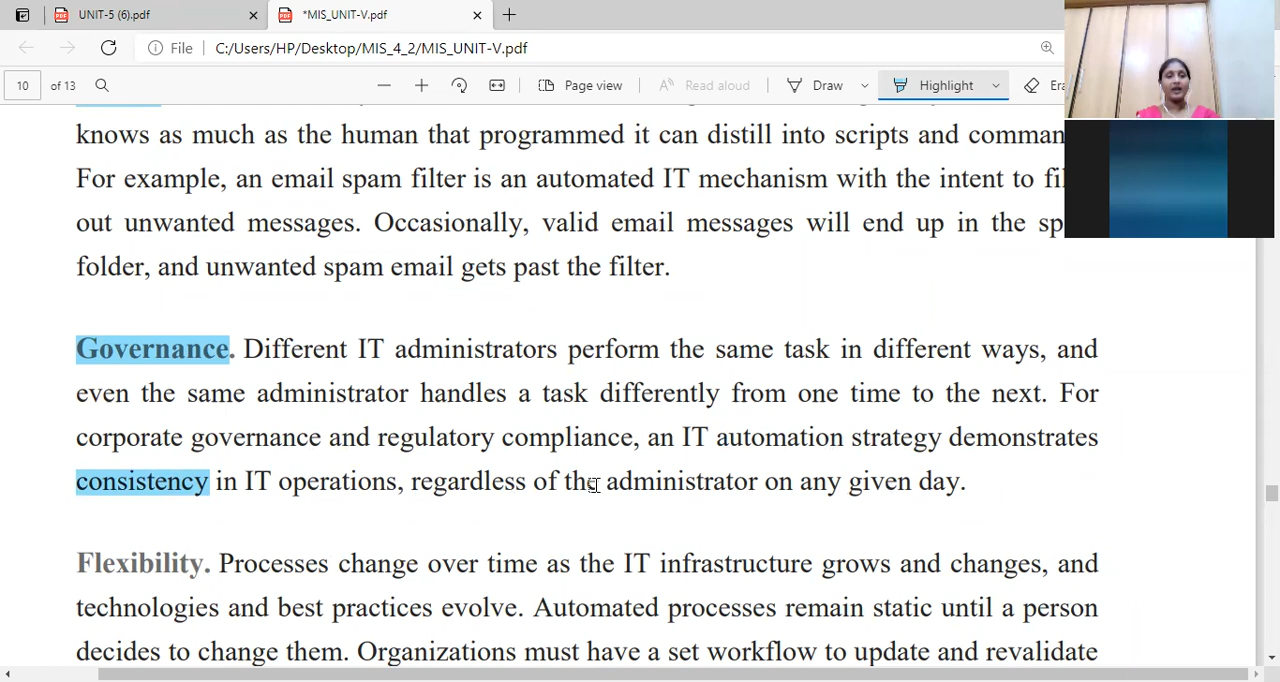 UNIT-5 (6).pdf
*MIS_UNIT-V.pdf
File C:/Users/HP/Desktop/MIS_4_2/MIS_UNIT-V.pdf
10 of 13 Page view Read aloud Draw Highlight
knows as much as the human that programmed it can distill into scripts and
For example, an email spam filter is an automated IT mechanism with the intent to
out unwanted messages. Occasionally, valid email messages will end up in the
folder, and unwanted spam email gets past the filter.
Governance. Different IT administrators perform the same task in different ways, and
even the same administrator handles a task differently from one time to the next. For
corporate governance and regulatory compliance, an IT automation strategy demonstrates
consistency in IT operations, regardless of the administrator on any given day.
Flexibility. Processes change over time as the IT infrastructure grows and changes, and
technologies and best practices evolve. Automated processes remain static until a person
decides to change them. Organizations must have a set workflow to update and revalidate